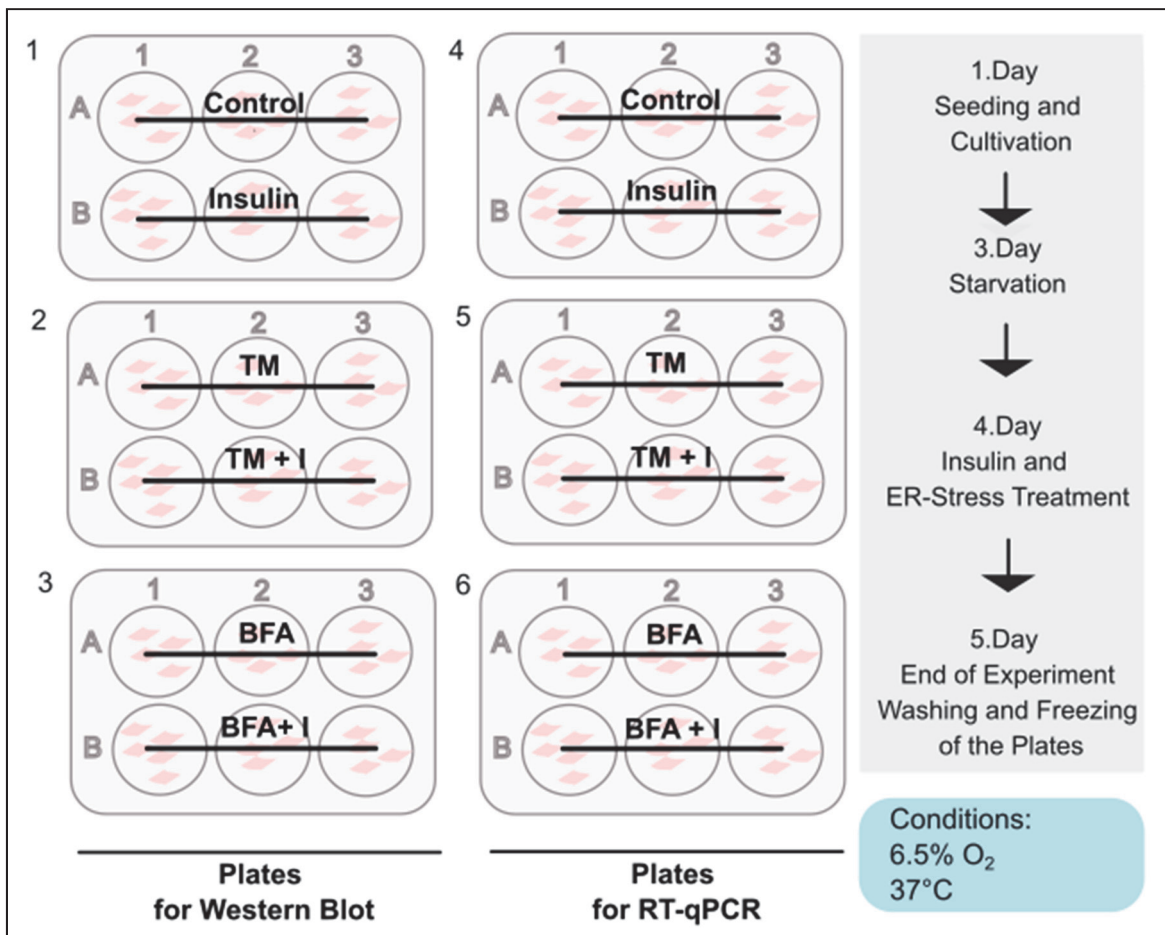 1
1 2 3
A
Control
B
Insulin
2
1 2 3
A
TM
B
TM + I
3
1 2 3
A
BFA
B
BFA+ I
Plates
for Western Blot
4
1 2 3
A
Control
B
Insulin
5
1 2 3
A
TM
B
TM + I
6
1 2 3
A
BFA
B
BFA + I
Plates
for RT-qPCR
1.Day
Seeding and
Cultivation
3.Day
Starvation
4.Day
Insulin and
ER-Stress Treatment
5.Day
End of Experiment
Washing and Freezing
of the Plates
Conditions:
6.5% O₂
37°C